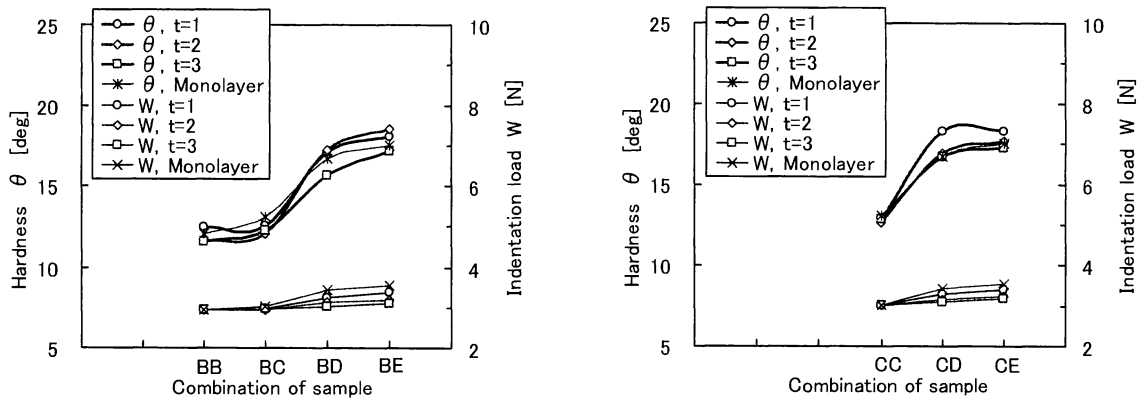 25
20
15
10
5
Hardness θ [deg]
θ, t=1
θ, t=2
θ, t=3
θ, Monolayer
W, t=1
W, t=2
W, t=3
W, Monolayer
10
8
6
4
2
Indentation load W [N]
BB BC BD BE
Combination of sample
25
20
15
10
5
Hardness θ [deg]
θ, t=1
θ, t=2
θ, t=3
θ, Monolayer
W, t=1
W, t=2
W, t=3
W, Monolayer
10
8
6
4
2
Indentation load W [N]
CC CD CE
Combination of sample